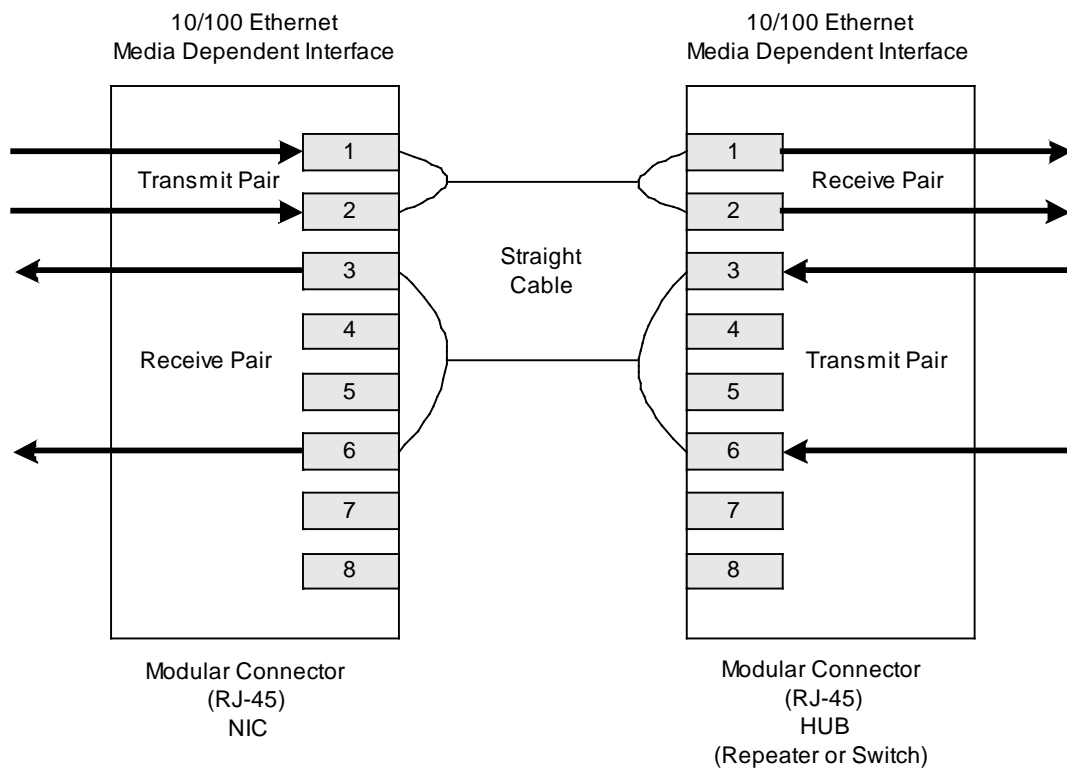 10/100 Ethernet
Media Dependent Interface
10/100 Ethernet
Media Dependent Interface
1
Transmit Pair
2
3
4
Receive Pair
5
6
7
8
Straight
Cable
1
Receive Pair
2
3
4
Transmit Pair
5
6
7
8
Modular Connector
(RJ-45)
NIC
Modular Connector
(RJ-45)
HUB
(Repeater or Switch)